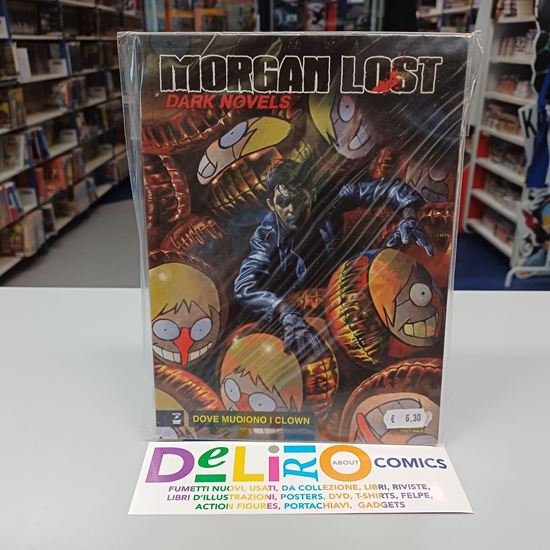 MORGAN LOST
DARK NOVELS
DOVE MUOIONO I CLOWN
€ 6,30
DeLiRiO ABOUT COMICS
FUMETTI NUOVI, USATI, DA COLLEZIONE, LIBRI, RIVISTE,
LIBRI D'ILLUSTRAZIONI, POSTERS, DVD, T-SHIRTS, FELPE,
ACTION FIGURES, PORTACHIAVI, GADGETS